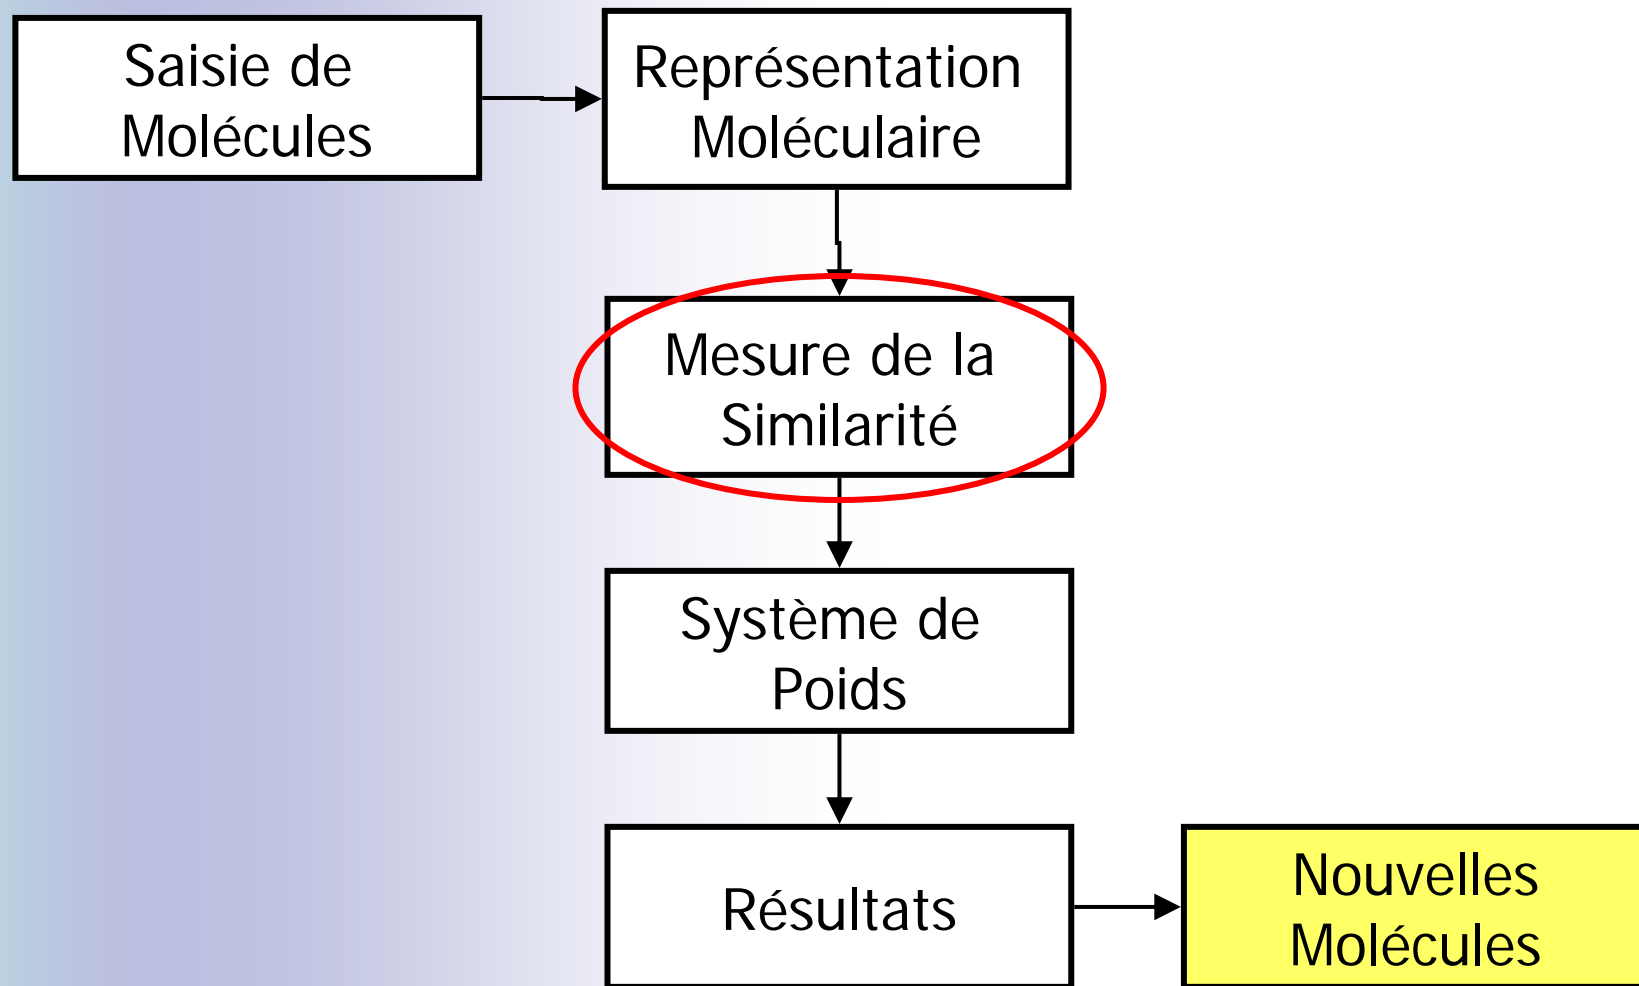 Saisie de
Molécules
Représentation
Moléculaire
Mesure de la
Similarité
Système de
Poids
Résultats
Nouvelles
Molécules